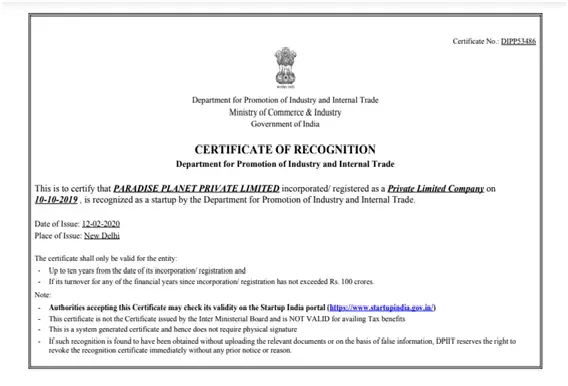 Certificate No.: DIPP53486
Department for Promotion of Industry and Internal Trade
Ministry of Commerce & Industry
Government of India
CERTIFICATE OF RECOGNITION
Department for Promotion of Industry and Internal Trade
This is to certify that PARADISE PLANET PRIVATE LIMITED incorporated/ registered as a Private Limited Company on
10-10-2019 , is recognized as a startup by the Department for Promotion of Industry and Internal Trade.
Date of Issue: 12-02-2020
Place of Issue: New Delhi
The certificate shall only be valid for the entity:
- Up to ten years from the date of its incorporation/ registration and
- If its turnover for any of the financial years since incorporation/ registration has not exceeded Rs. 100 crores.
Note:
- Authorities accepting this Certificate may check its validity on the Startup India portal (https://www.startupindia.gov.in/)
- This certificate is not the Certificate issued by the Inter Ministerial Board and is NOT VALID for availing Tax benefits
- This is a system generated certificate and hence does not require physical signature
- If such recognition is found to have been obtained without uploading the relevant documents or on the basis of false information, DPIIT reserves the right to
revoke the recognition certificate immediately without any prior notice or reason.